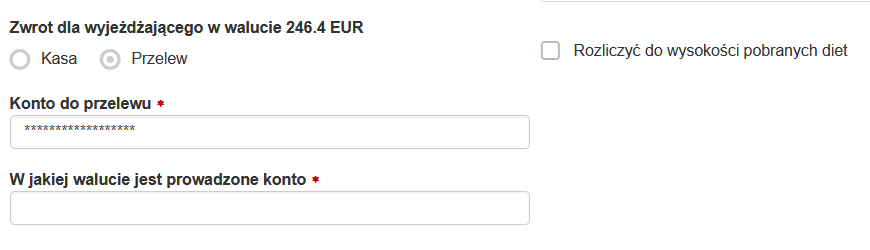 Zwrot dla wyjeżdżającego w walucie 246.4 EUR
Kasa Przelew
Rozliczyć do wysokości pobranych diet
Konto do przelewu *
******************
W jakiej walucie jest prowadzone konto *